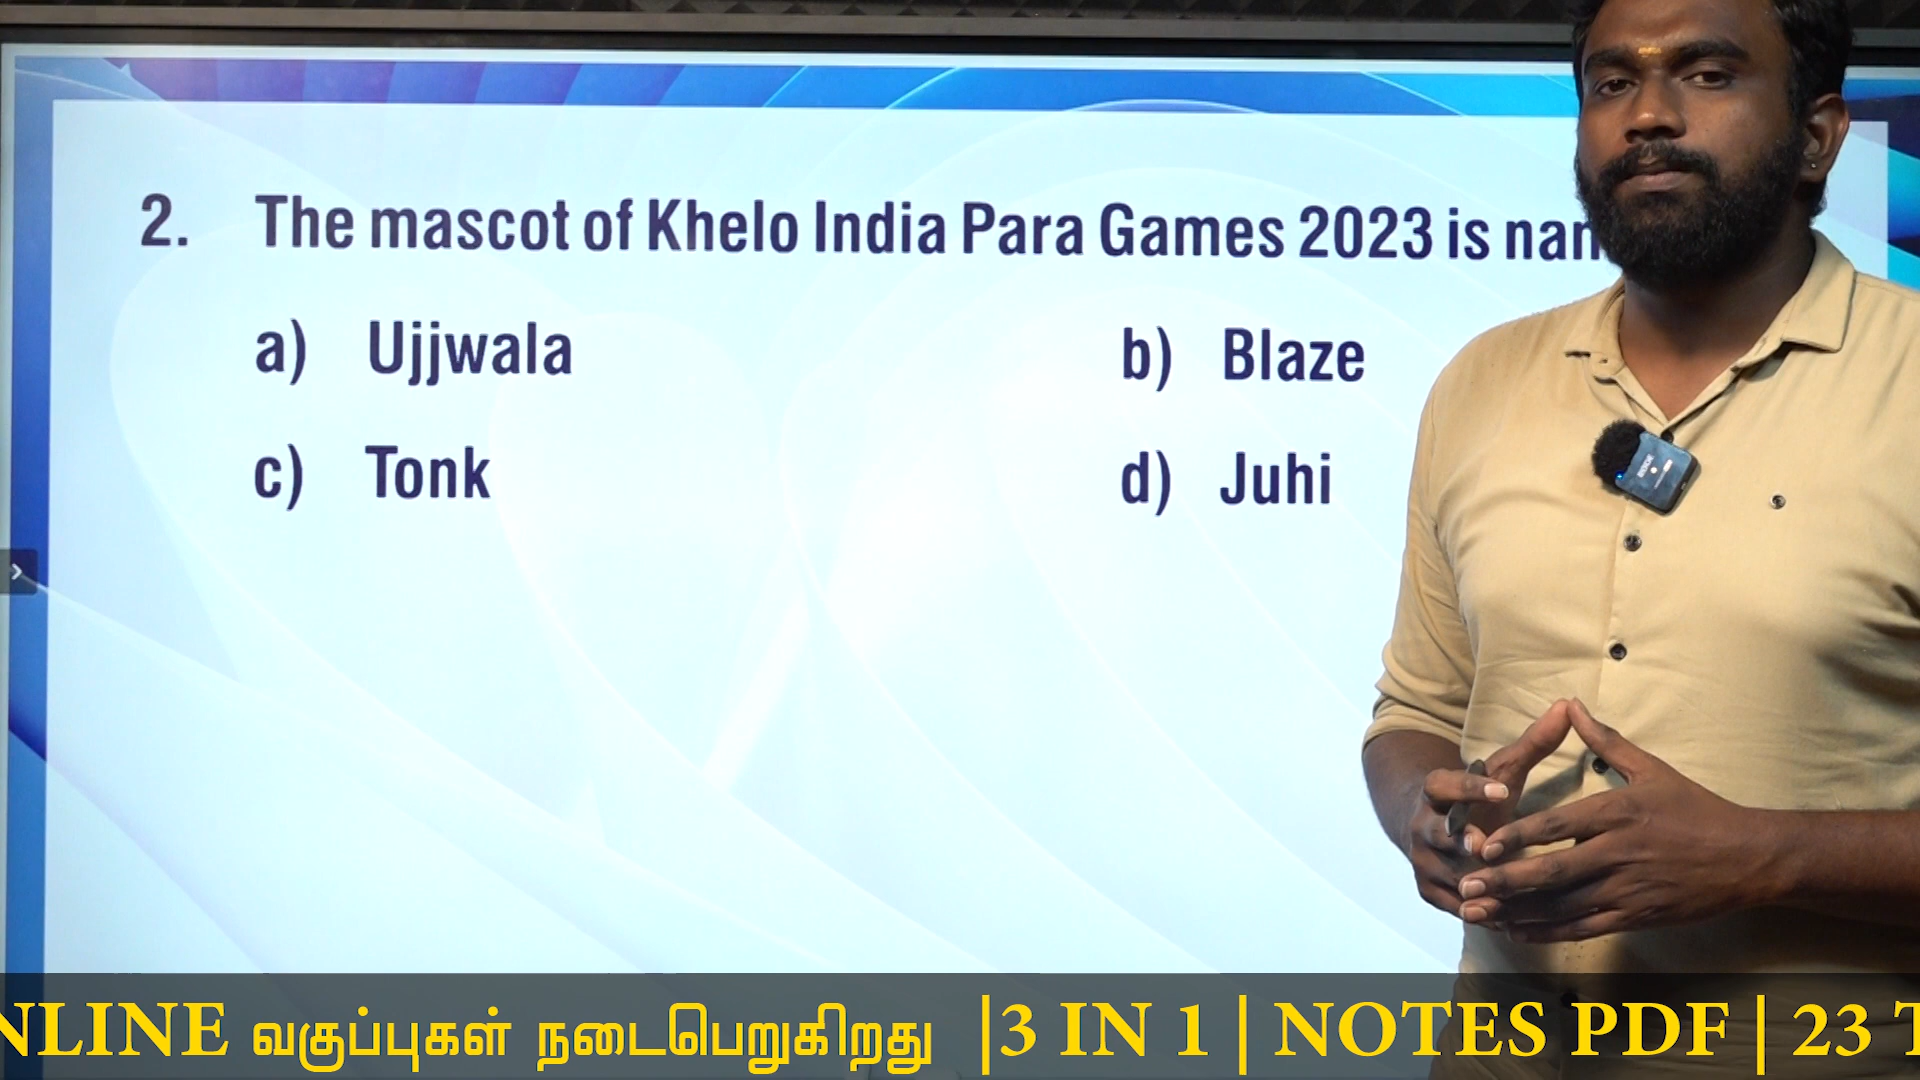 2. The mascot of Khelo India Para Games 2023 is
a) Ujjwala b) Blaze
c) Tonk d) Juhi
NLINE வகுப்புகள் நடைபெறுகிறது |3 IN 1 | NOTES PDF | 23